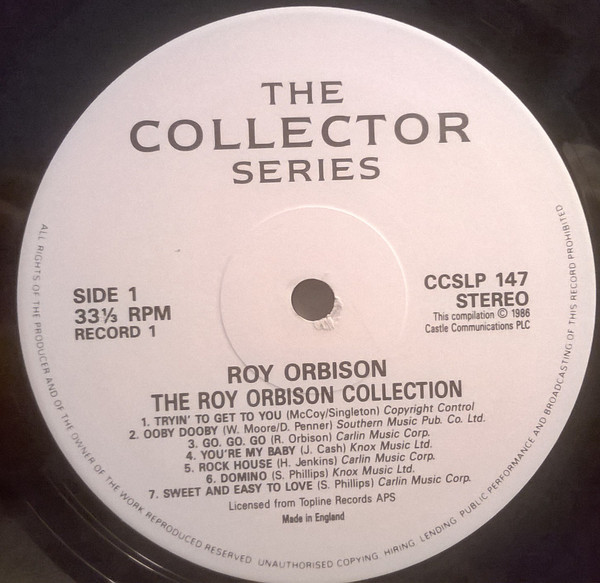 THE
COLLECTOR
SERIES
SIDE 1
33⅓ RPM
RECORD 1
CCSLP 147
STEREO
This compilation © 1986
Castle Communications PLC
ROY ORBISON
THE ROY ORBISON COLLECTION
1. TRYIN' TO GET TO YOU (McCoy/Singleton) Copyright Control
2. OOBY DOOBY (W. Moore/D. Penner) Southern Music Pub. Co. Ltd.
3. GO. GO. GO (R. Orbison) Carlin Music Corp.
4. YOU'RE MY BABY (J. Cash) Knox Music Ltd.
5. ROCK HOUSE (H. Jenkins) Carlin Music Corp.
6. DOMINO (S. Phillips) Knox Music Ltd.
7. SWEET AND EASY TO LOVE (S. Phillips) Carlin Music Corp.
Licensed from Topline Records APS
Made in England
ALL RIGHTS OF THE PRODUCER AND OF THE OWNER OF THE WORK REPRODUCED RESERVED. UNAUTHORISED COPYING, HIRING, LENDING, PUBLIC PERFORMANCE AND BROADCASTING OF THIS RECORD PROHIBITED